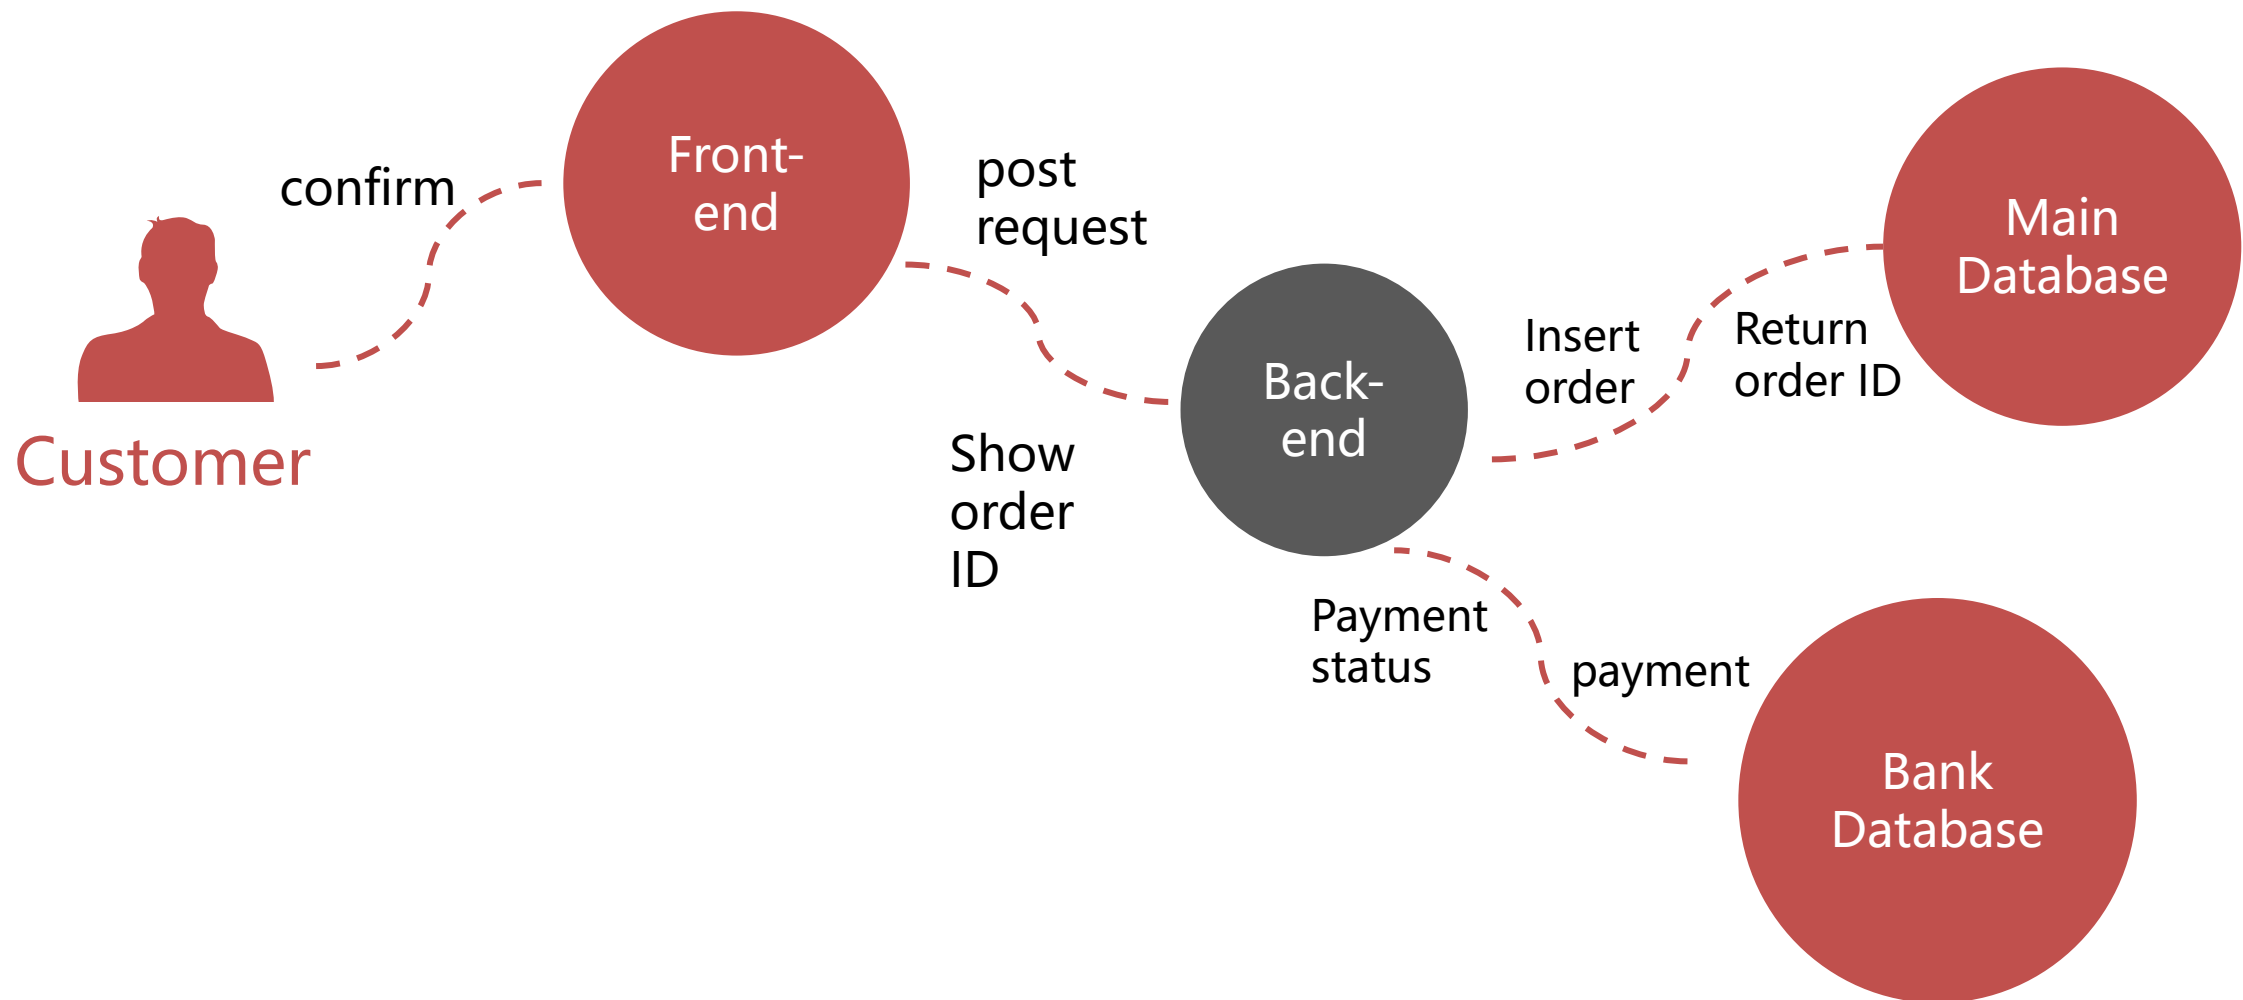 confirm
Customer
Front-
end
post
request
Show
order
ID
Back-
end
Insert
order
Return
order ID
Main
Database
Payment
status
payment
Bank
Database